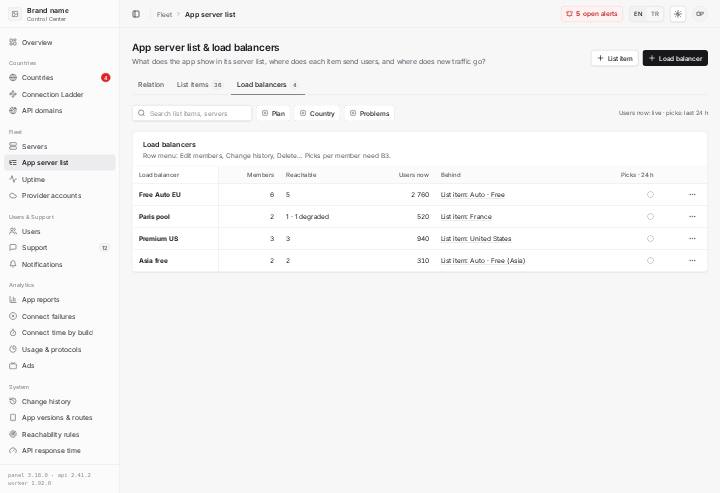 Brand name
Control Center
Fleet > App server list
5 open alerts
EN TR
OP
Overview
Countries
Countries 4
Connection Ladder
API domains
Fleet
Servers
App server list
Uptime
Provider accounts
Users & Support
Users
Support 12
Notifications
Analytics
App reports
Connect failures
Connect time by build
Usage & protocols
Ads
System
Change history
App versions & routes
Reachability rules
API response time
panel 3.18.0 · api 2.41.2
worker 1.92.0
App server list & load balancers
What does the app show in its server list, where does each item send users, and where does new traffic go?
+ List item
+ Load balancer
Relation
List items 36
Load balancers 4
Search list items, servers
Plan
Country
Problems
Users now: live · picks: last 24 h
Load balancers
Row menu: Edit members, Change history, Delete... Picks per member need B3.
Load balancer Members Reachable Users now Behind Picks · 24 h
Free Auto EU 6 5 2 760 List item: Auto · Free ...
Paris pool 2 1 · 1 degraded 520 List item: France ...
Premium US 3 3 940 List item: United States ...
Asia free 2 2 310 List item: Auto · Free (Asia) ...